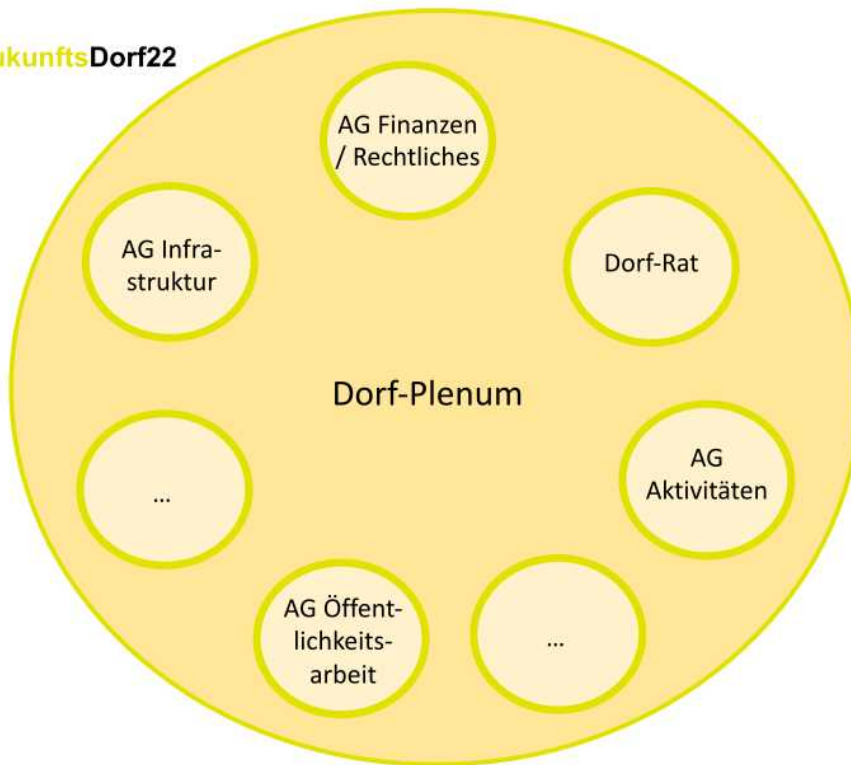 ukunftsDorf22
AG Finanzen
/ Rechtliches
AG Infra-
struktur
Dorf-Rat
Dorf-Plenum
AG
Aktivitäten
...
AG Öffent-
lichkeits-
arbeit
...